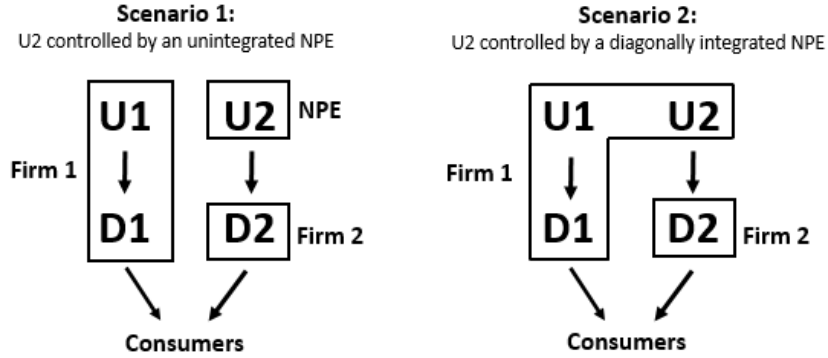 Scenario 1:
U2 controlled by an unintegrated NPE
U1
U2
NPE
Firm 1
D1
D2
Firm 2
Consumers
Scenario 2:
U2 controlled by a diagonally integrated NPE
U1
U2
Firm 1
D1
D2
Firm 2
Consumers